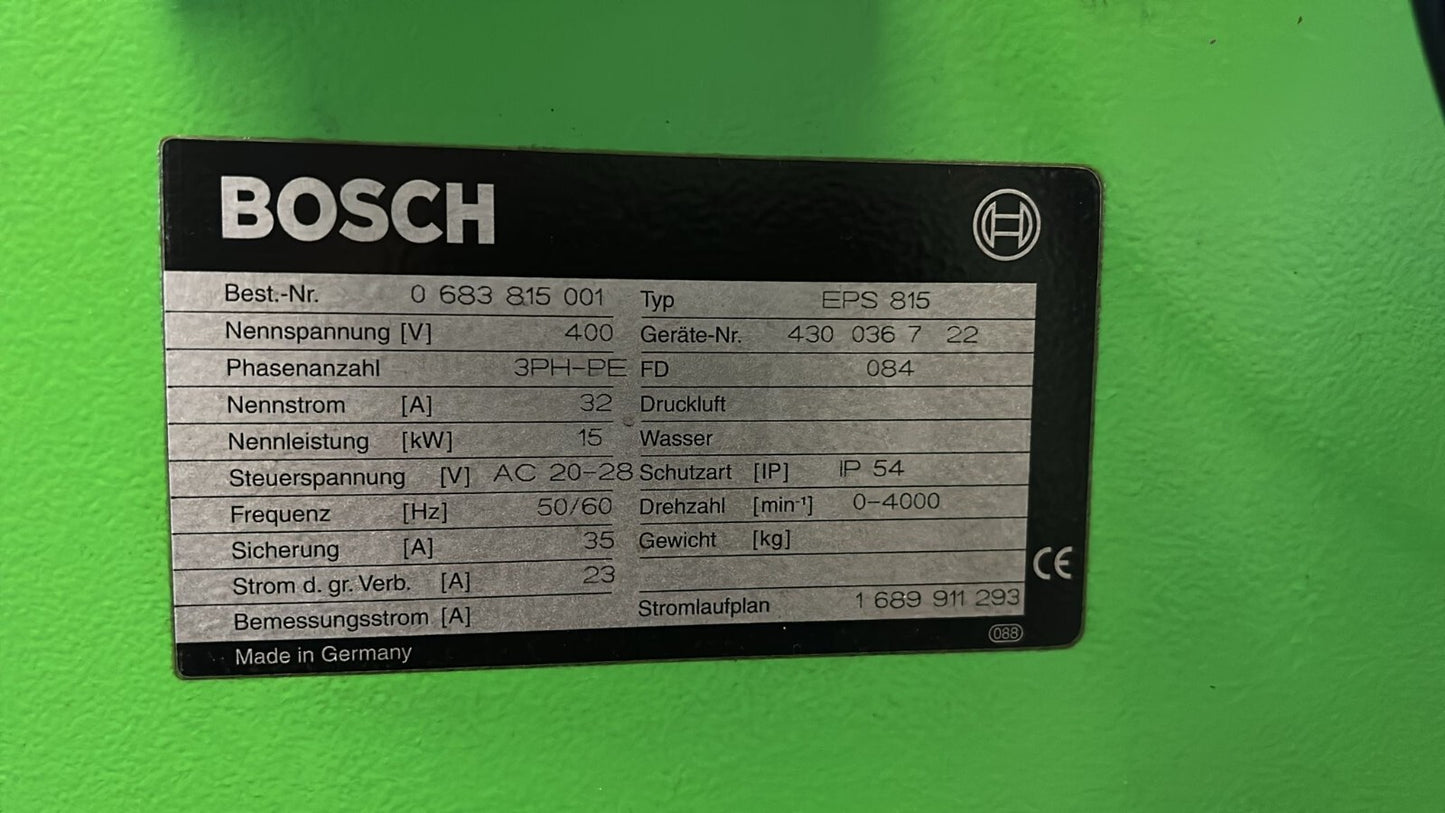 BOSCH
Best.-Nr. 0 683 815 001
Nennspannung [V] 400
Phasenanzahl 3PH-PE
Nennstrom [A] 32
Nennleistung [kW] 15
Steuerspannung [V] AC 20-28
Frequenz [Hz] 50/60
Sicherung [A] 35
Strom d. gr. Verb. [A] 23
Bemessungsstrom [A]
Typ EPS 815
Geräte-Nr. 430 036 7 22
FD 084
Druckluft
Wasser
Schutzart [IP] IP 54
Drehzahl [min⁻¹] 0-4000
Gewicht [kg]
Stromlaufplan 1 689 911 293
CE
088
Made in Germany